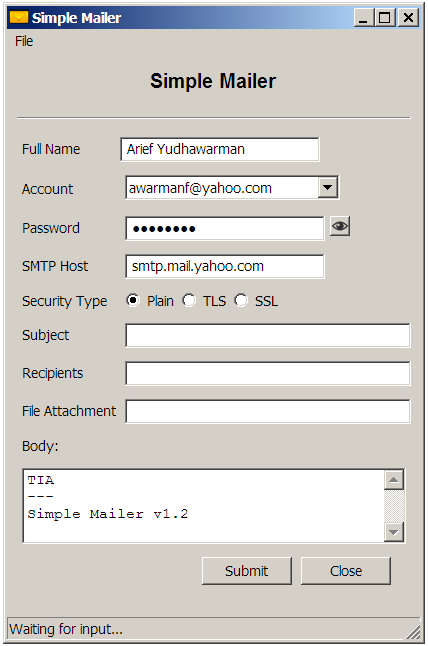 Simple Mailer
File
Simple Mailer
Full Name Arief Yudhawarman
Account awarmanf@yahoo.com
Password ●●●●●●●●
SMTP Host smtp.mail.yahoo.com
Security Type Plain TLS SSL
Subject
Recipients
File Attachment
Body:
TIA
---
Simple Mailer v1.2
Submit Close
Waiting for input...